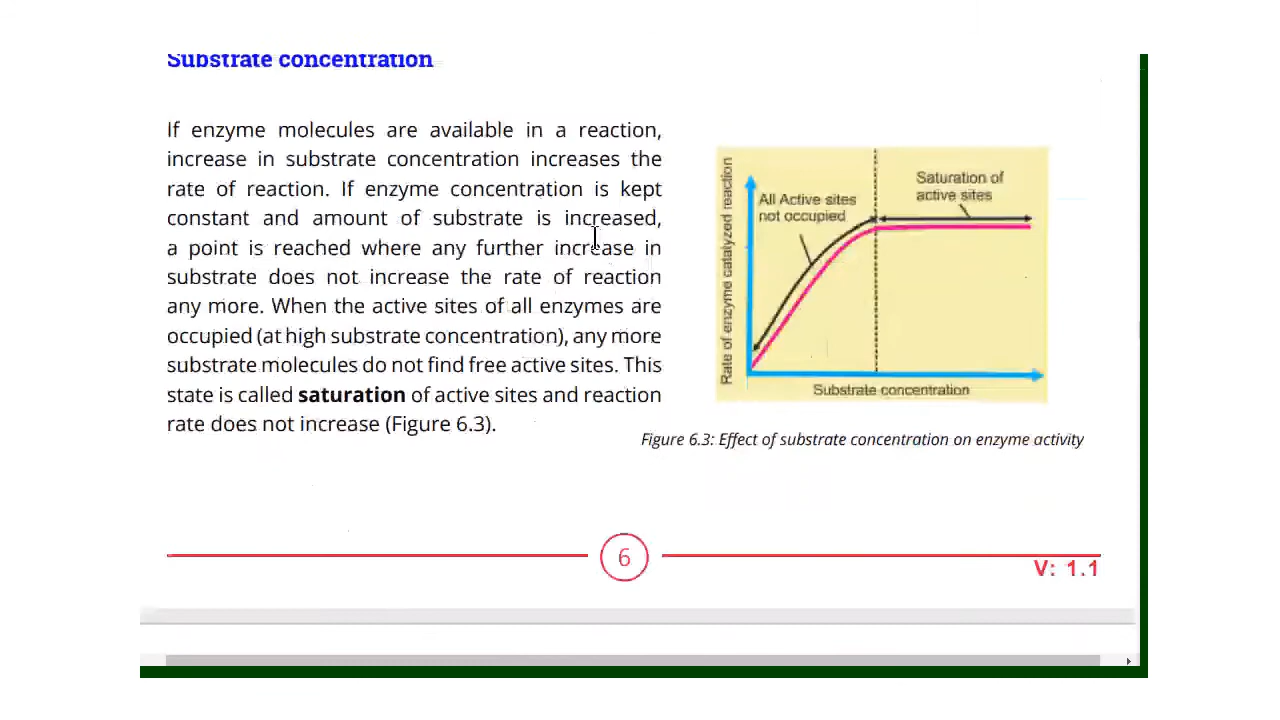 Substrate concentration
If enzyme molecules are available in a reaction,
increase in substrate concentration increases the
rate of reaction. If enzyme concentration is kept
constant and amount of substrate is increased,
a point is reached where any further increase in
substrate does not increase the rate of reaction
any more. When the active sites of all enzymes are
occupied (at high substrate concentration), any more
substrate molecules do not find free active sites. This
state is called saturation of active sites and reaction
rate does not increase (Figure 6.3).
Rate of enzyme catalyzed reaction
All Active sites
not occupied
Saturation of
active sites
Substrate concentration
Figure 6.3: Effect of substrate concentration on enzyme activity
6
V: 1.1